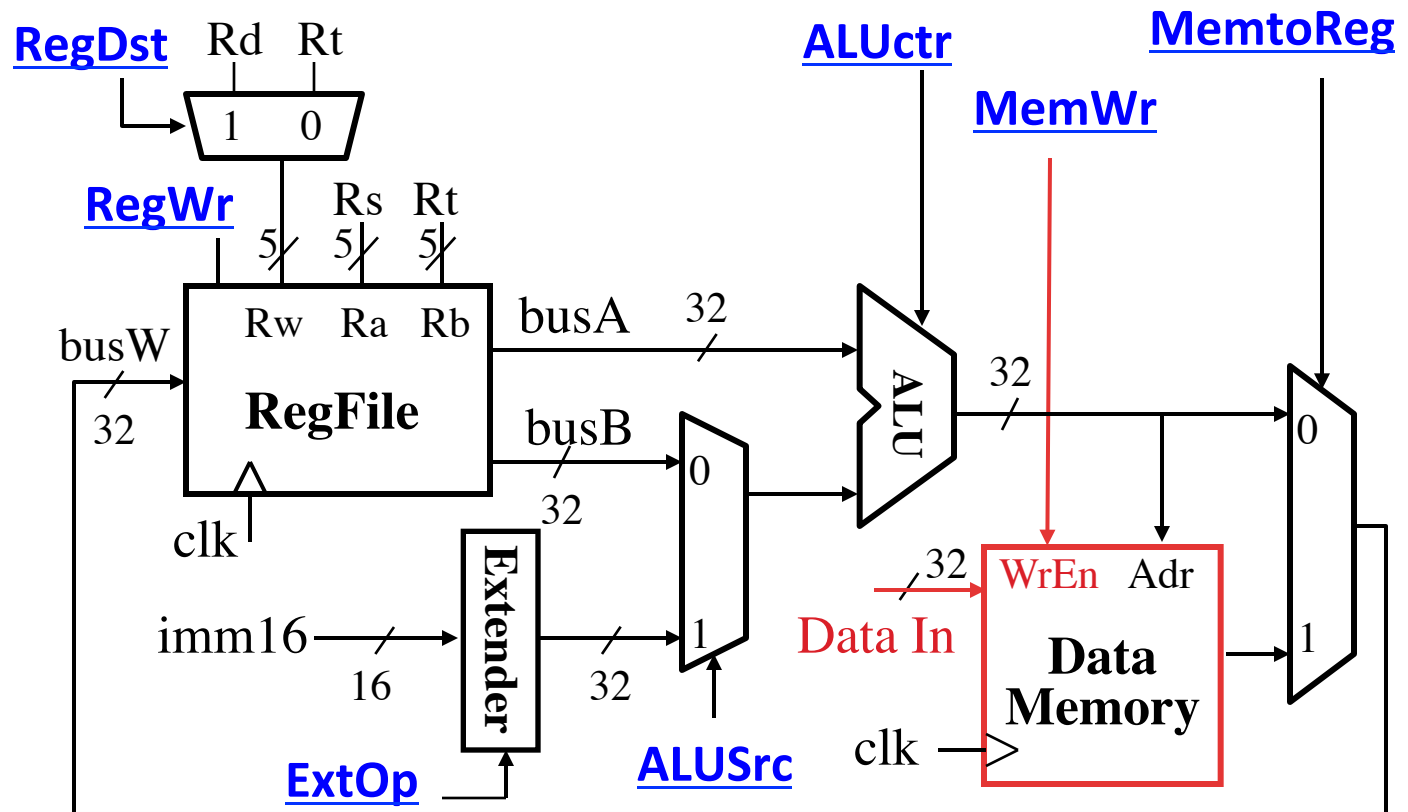 RegDst
Rd Rt
ALUctr
MemtoReg
1 0
MemWr
RegWr
Rs Rt
5 5 5
busW
32
Rw Ra Rb
RegFile
clk
busA
32
busB
32
0
1
ALU
32
0
1
imm16
16
Extender
32
ExtOp
ALUSrc
32
Data In
WrEn Adr
Data
Memory
clk